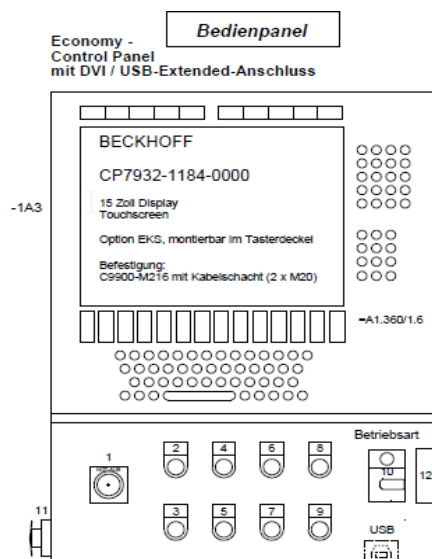 Bedienpanel
Economy -
Control Panel
mit DVI / USB-Extended-Anschluss
BECKHOFF
CP7932-1184-0000
-1A3
15 Zoll Display
Touchscreen
Option EKS, montierbar im Tasterdeckel
Befestigung:
C9900-M216 mit Kabelschacht (2 x M20)
=A1.360/1.6
Betriebsart
1
2
4
6
8
10
12
11
3
5
7
9
USB